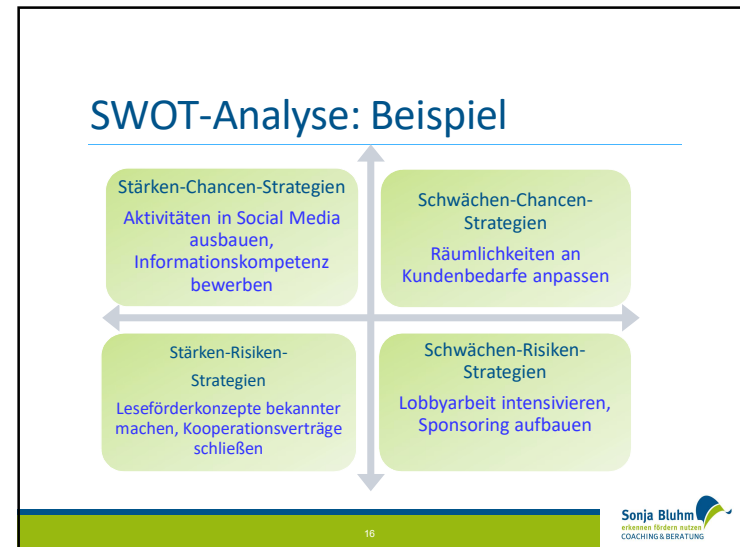 SWOT-Analyse: Beispiel
Stärken-Chancen-Strategien
Aktivitäten in Social Media
ausbauen,
Informationskompetenz
bewerben
Schwächen-Chancen-
Strategien
Räumlichkeiten an
Kundenbedarfe anpassen
Stärken-Risiken-
Strategien
Leseförderkonzepte bekannter
machen, Kooperationsverträge
schließen
Schwächen-Risiken-
Strategien
Lobbyarbeit intensivieren,
Sponsoring aufbauen
16
Sonja Bluhm
erkennen fördern nutzen
COACHING & BERATUNG